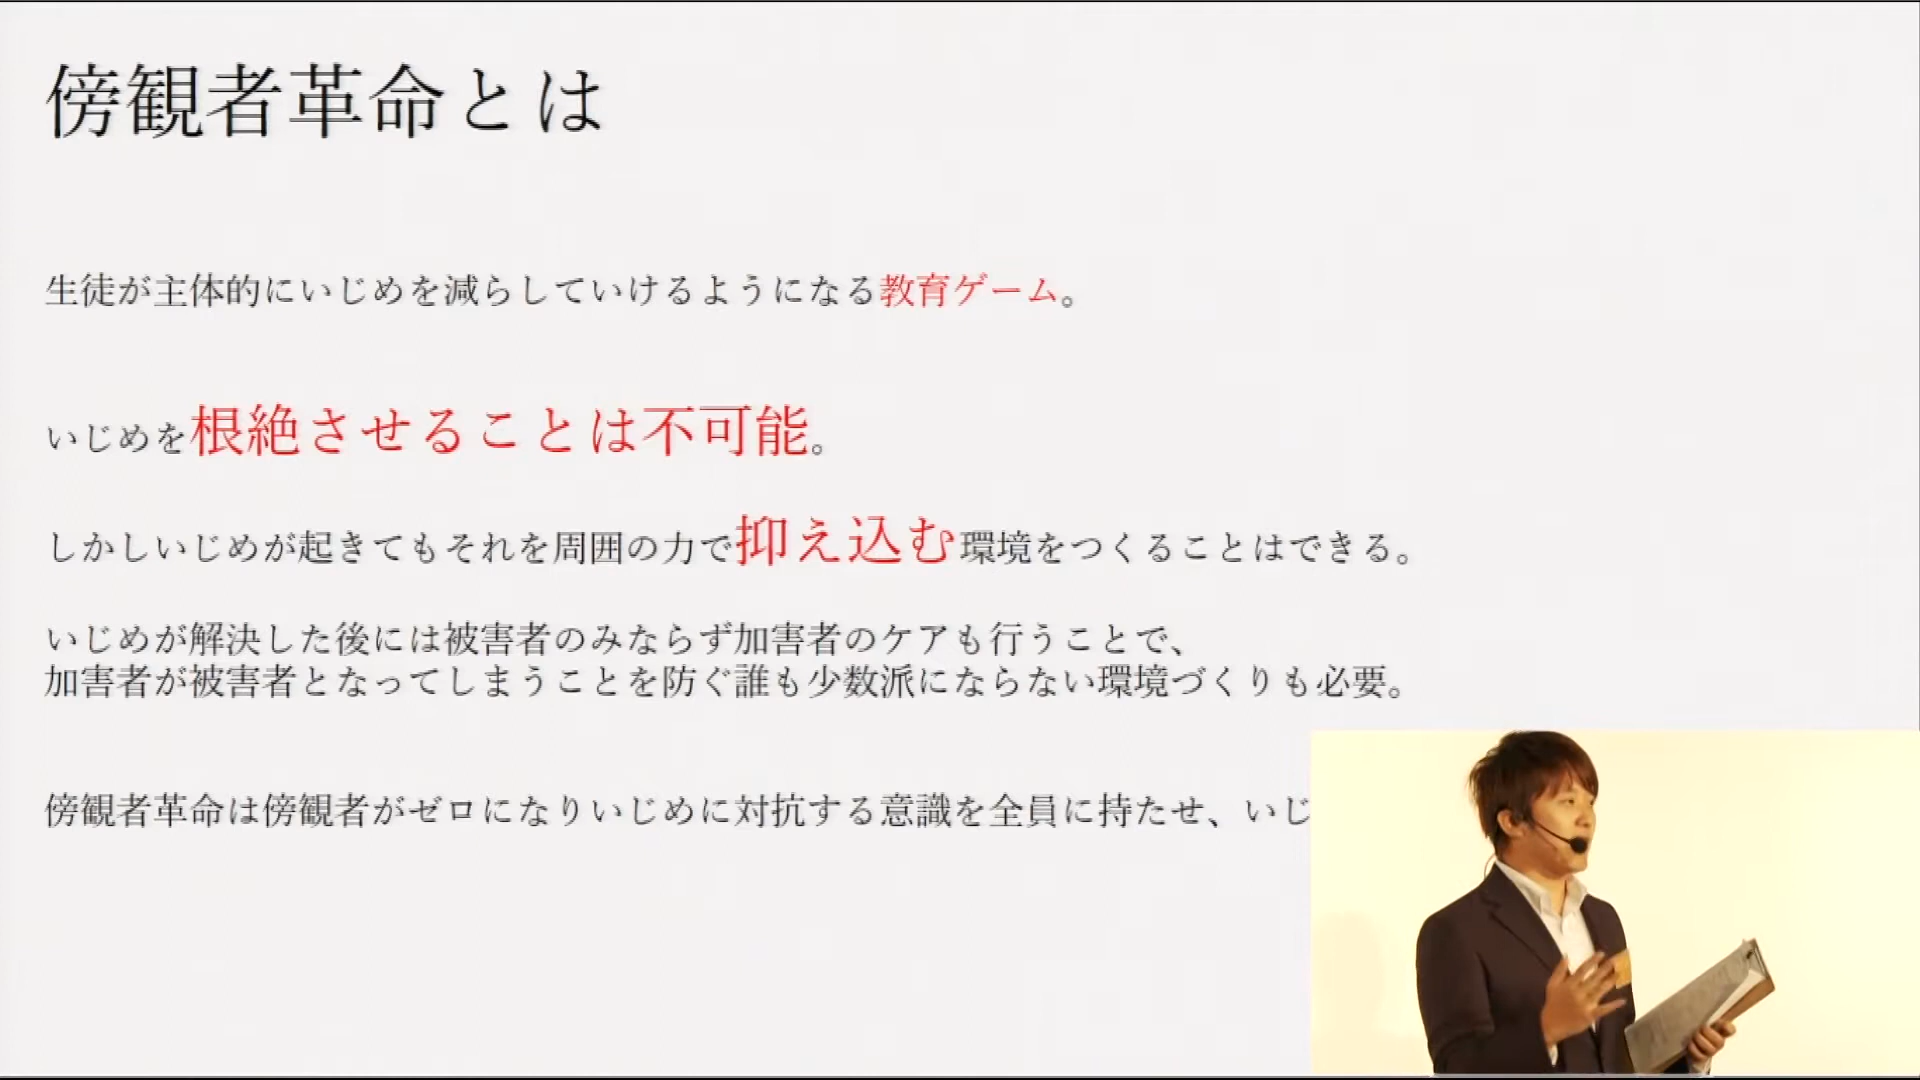 傍観者革命とは
生徒が主体的にいじめを減らしていけるようになる教育ゲーム。
いじめを根絶させることは不可能。
しかしいじめが起きてもそれを周囲の力で抑え込む環境をつくることはできる。
いじめが解決した後には被害者のみならず加害者のケアも行うことで、
加害者が被害者となってしまうことを防ぐ誰も少数派にならない環境づくりも必要。
傍観者革命は傍観者がゼロになりいじめに対抗する意識を全員に持たせ、いじ